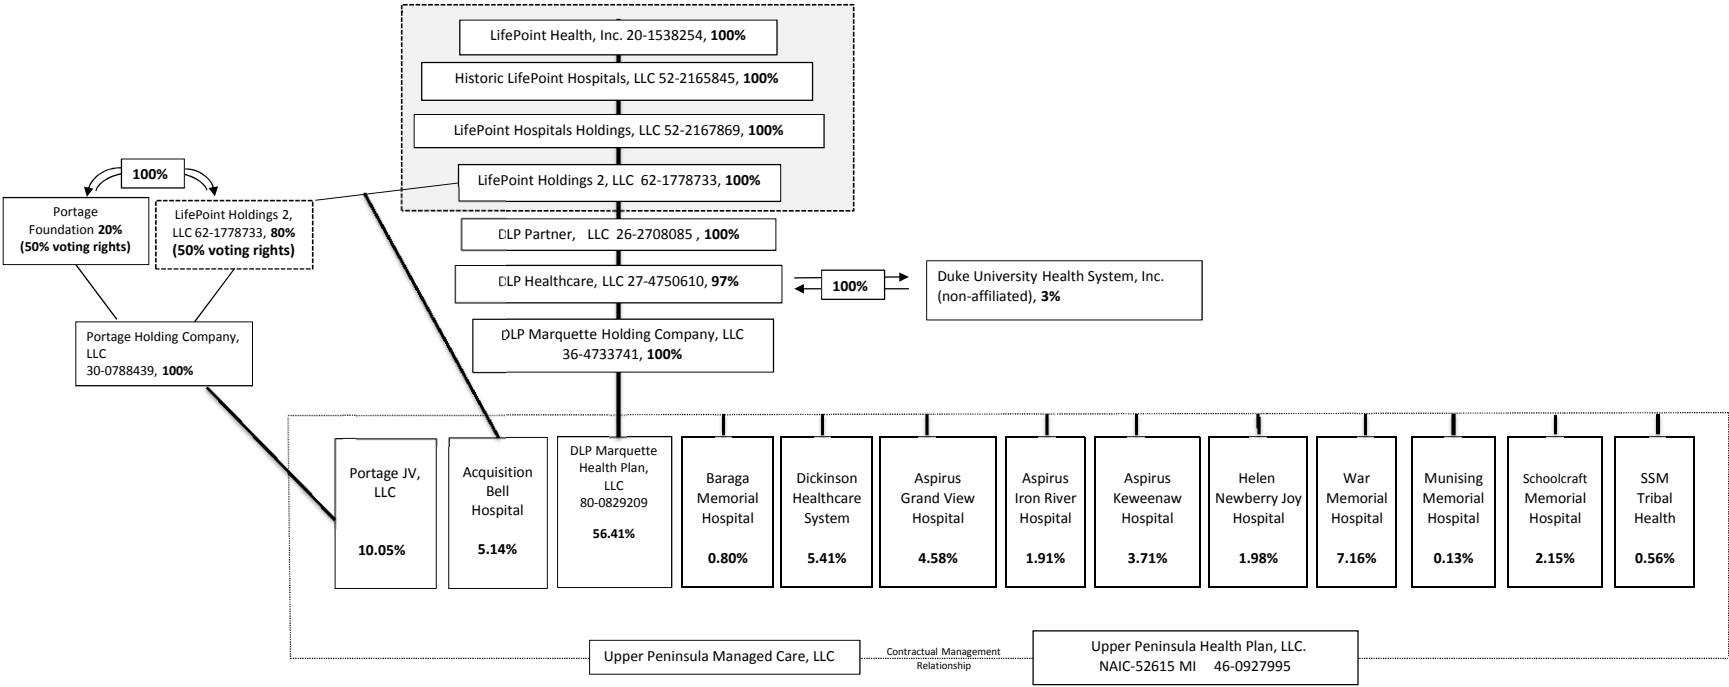 LifePoint Health, Inc. 20-1538254, 100%
Historic LifePoint Hospitals, LLC 52-2165845, 100%
LifePoint Hospitals Holdings, LLC 52-2167869, 100%
LifePoint Holdings 2, LLC 62-1778733, 100%
100%
Portage
Foundation 20%
(50% voting rights)
LifePoint Holdings 2,
LLC 62-1778733, 80%
(50% voting rights)
DLP Partner, LLC 26-2708085 , 100%
DLP Healthcare, LLC 27-4750610, 97%
100%
Duke University Health System, Inc.
(non-affiliated), 3%
Portage Holding Company,
LLC
30-0788439, 100%
DLP Marquette Holding Company, LLC
36-4733741, 100%
Portage JV,
LLC
10.05%
Acquisition
Bell
Hospital
5.14%
DLP Marquette
Health Plan,
LLC
80-0829209
56.41%
Baraga
Memorial
Hospital
0.80%
Dickinson
Healthcare
System
5.41%
Aspirus
Grand View
Hospital
4.58%
Aspirus
Iron River
Hospital
1.91%
Aspirus
Keweenaw
Hospital
3.71%
Helen
Newberry Joy
Hospital
1.98%
War
Memorial
Hospital
7.16%
Munising
Memorial
Hospital
0.13%
Schoolcraft
Memorial
Hospital
2.15%
SSM
Tribal
Health
0.56%
Upper Peninsula Managed Care, LLC
Contractual Management
Relationship
Upper Peninsula Health Plan, LLC.
NAIC-52615 MI 46-0927995